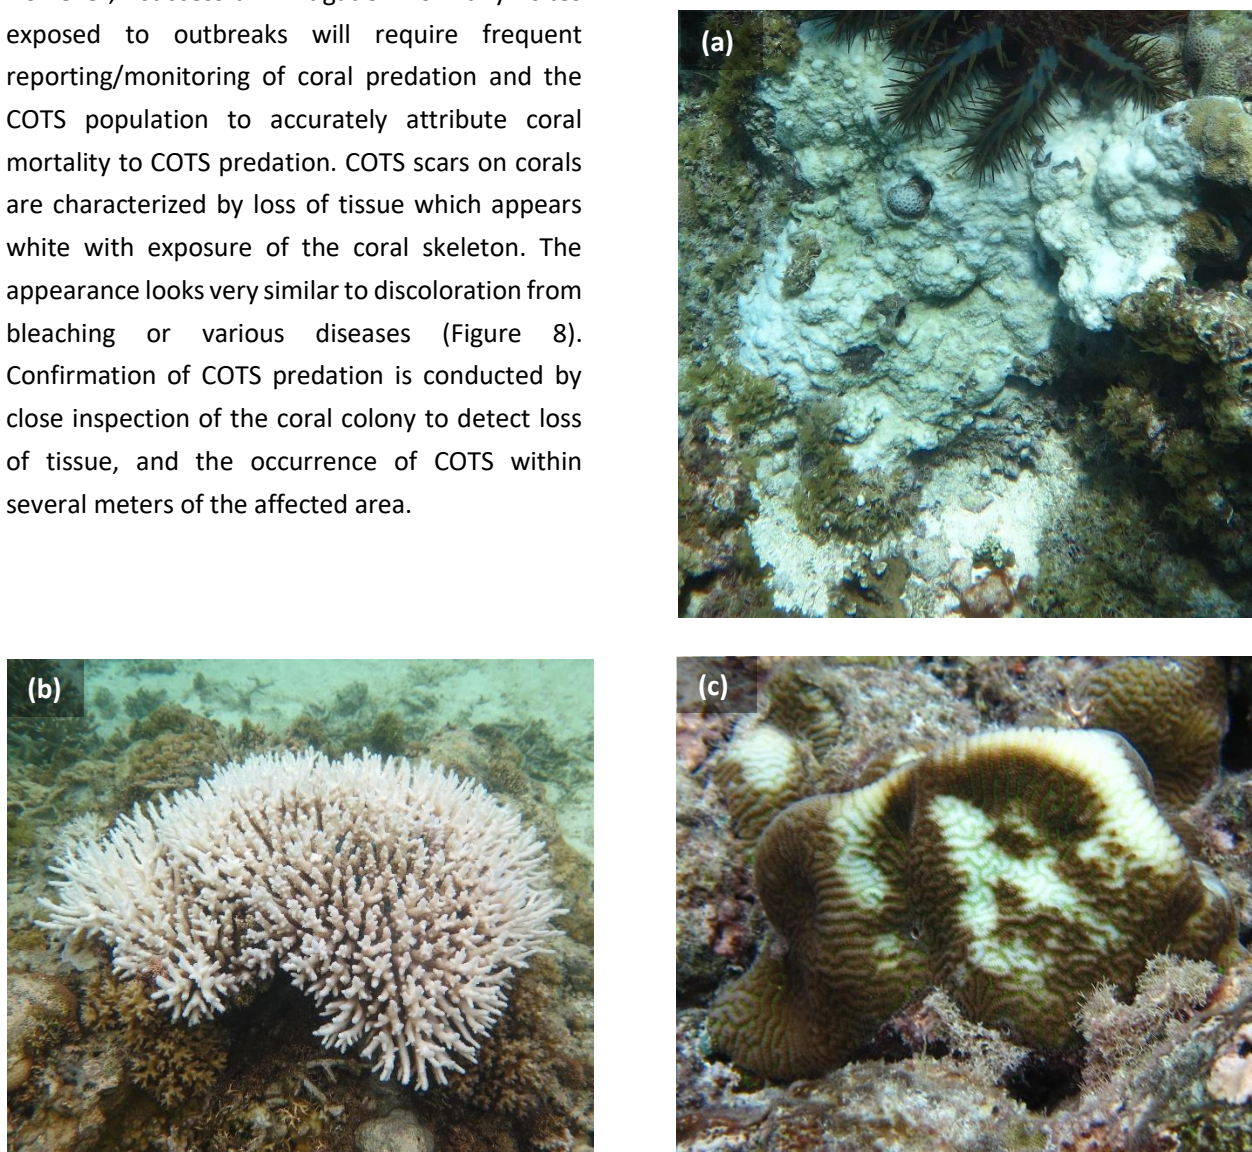 exposed to outbreaks will require frequent
reporting/monitoring of coral predation and the
COTS population to accurately attribute coral
mortality to COTS predation. COTS scars on corals
are characterized by loss of tissue which appears
white with exposure of the coral skeleton. The
appearance looks very similar to discoloration from
bleaching or various diseases (Figure 8).
Confirmation of COTS predation is conducted by
close inspection of the coral colony to detect loss
of tissue, and the occurrence of COTS within
several meters of the affected area.
(a)
(b)
(c)